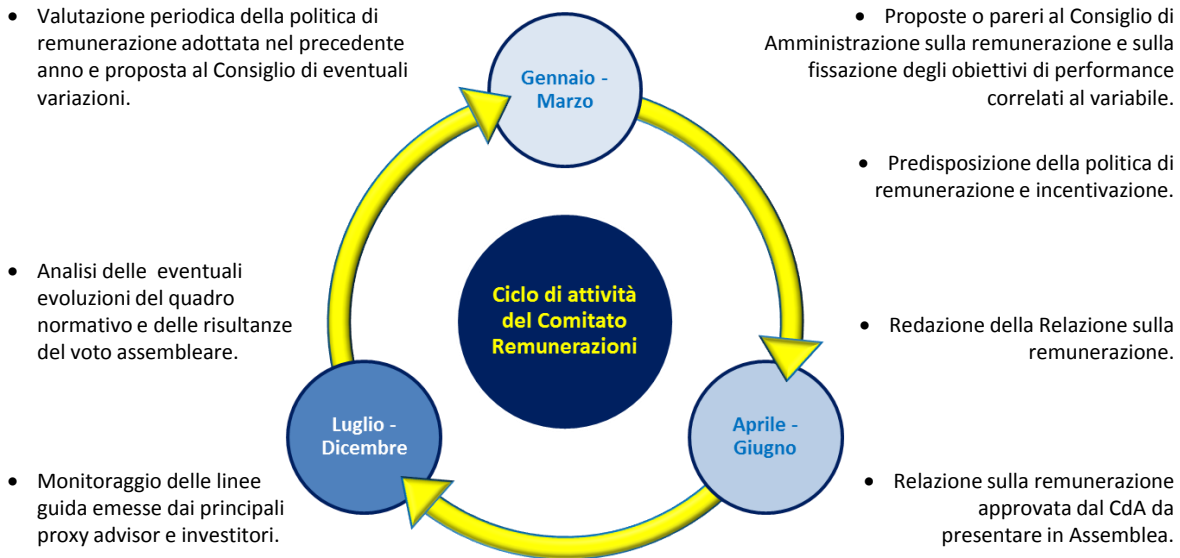 • Valutazione periodica della politica di
remunerazione adottata nel precedente
anno e proposta al Consiglio di eventuali
variazioni.
Gennaio -
Marzo
• Proposte o pareri al Consiglio di
Amministrazione sulla remunerazione e sulla
fissazione degli obiettivi di performance
correlati al variabile.
• Predisposizione della politica di
remunerazione e incentivazione.
• Analisi delle eventuali
evoluzioni del quadro
normativo e delle risultanze
del voto assembleare.
Ciclo di attività
del Comitato
Remunerazioni
• Redazione della Relazione sulla
remunerazione.
Luglio -
Dicembre
Aprile -
Giugno
• Monitoraggio delle linee
guida emesse dai principali
proxy advisor e investitori.
• Relazione sulla remunerazione
approvata dal CdA da
presentare in Assemblea.